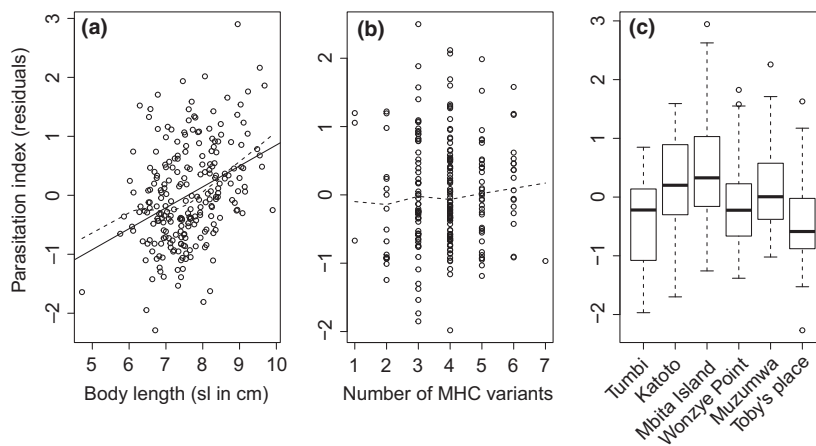 (a)
(b)
(c)
Parasitation index (residuals)
3
2
1
0
−1
−2
5 6 7 8 9 10
Body length (sl in cm)
2
1
0
−1
−2
1 2 3 4 5 6 7
Number of MHC variants
3
2
1
0
−1
−2
Tumbi
Katoto
Mbita Island
Wonzye Point
Muzumwa
Toby's place